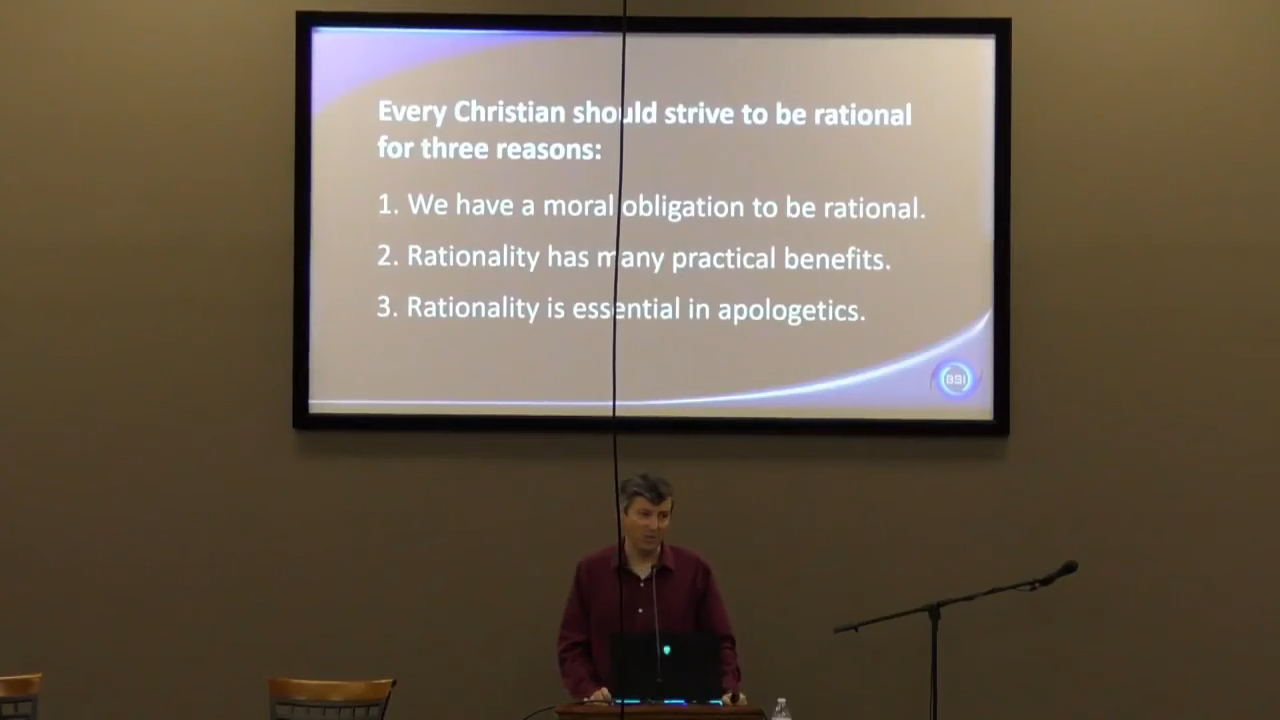 Every Christian should strive to be rational
for three reasons:
1. We have a moral obligation to be rational.
2. Rationality has many practical benefits.
3. Rationality is essential in apologetics.
BSI